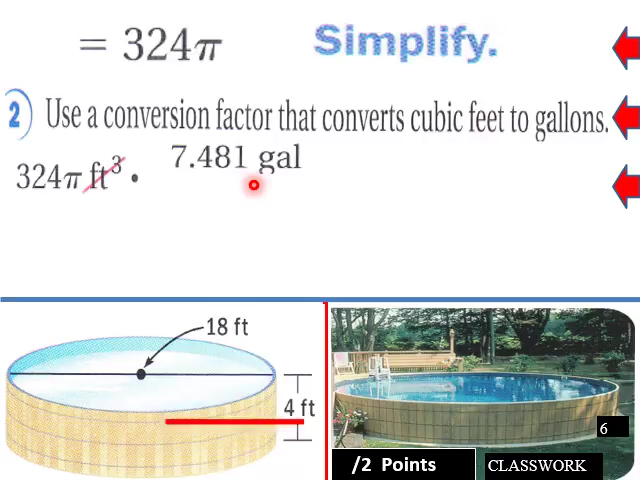 = 324π Simplify.
2 Use a conversion factor that converts cubic feet to gallons.
324π ft³ • 7.481 gal
18 ft
4 ft
6
/2 Points
CLASSWORK